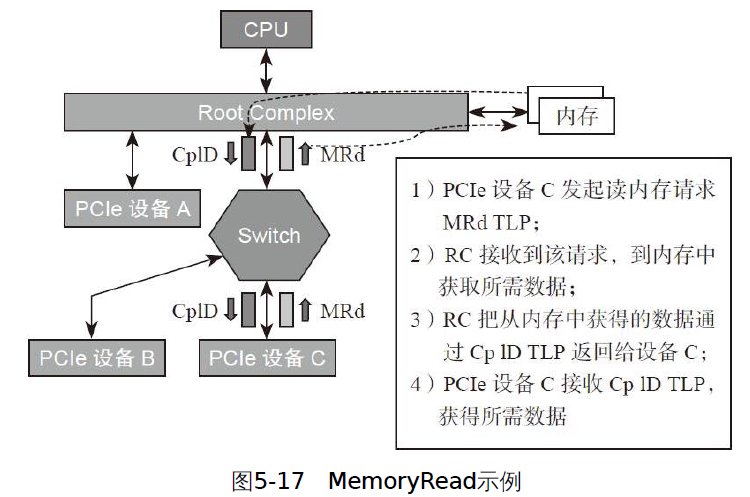 CPU
Root Complex
内存
CplD
MRd
PCIe 设备 A
Switch
CplD
MRd
PCIe 设备 B
PCIe 设备 C
1）PCIe 设备 C 发起读内存请求
MRd TLP；
2）RC 接收到该请求，到内存中
获取所需数据；
3）RC 把从内存中获得的数据通
过 Cp lD TLP 返回给设备 C；
4）PCIe 设备 C 接收 Cp lD TLP，
获得所需数据
图5-17 MemoryRead示例